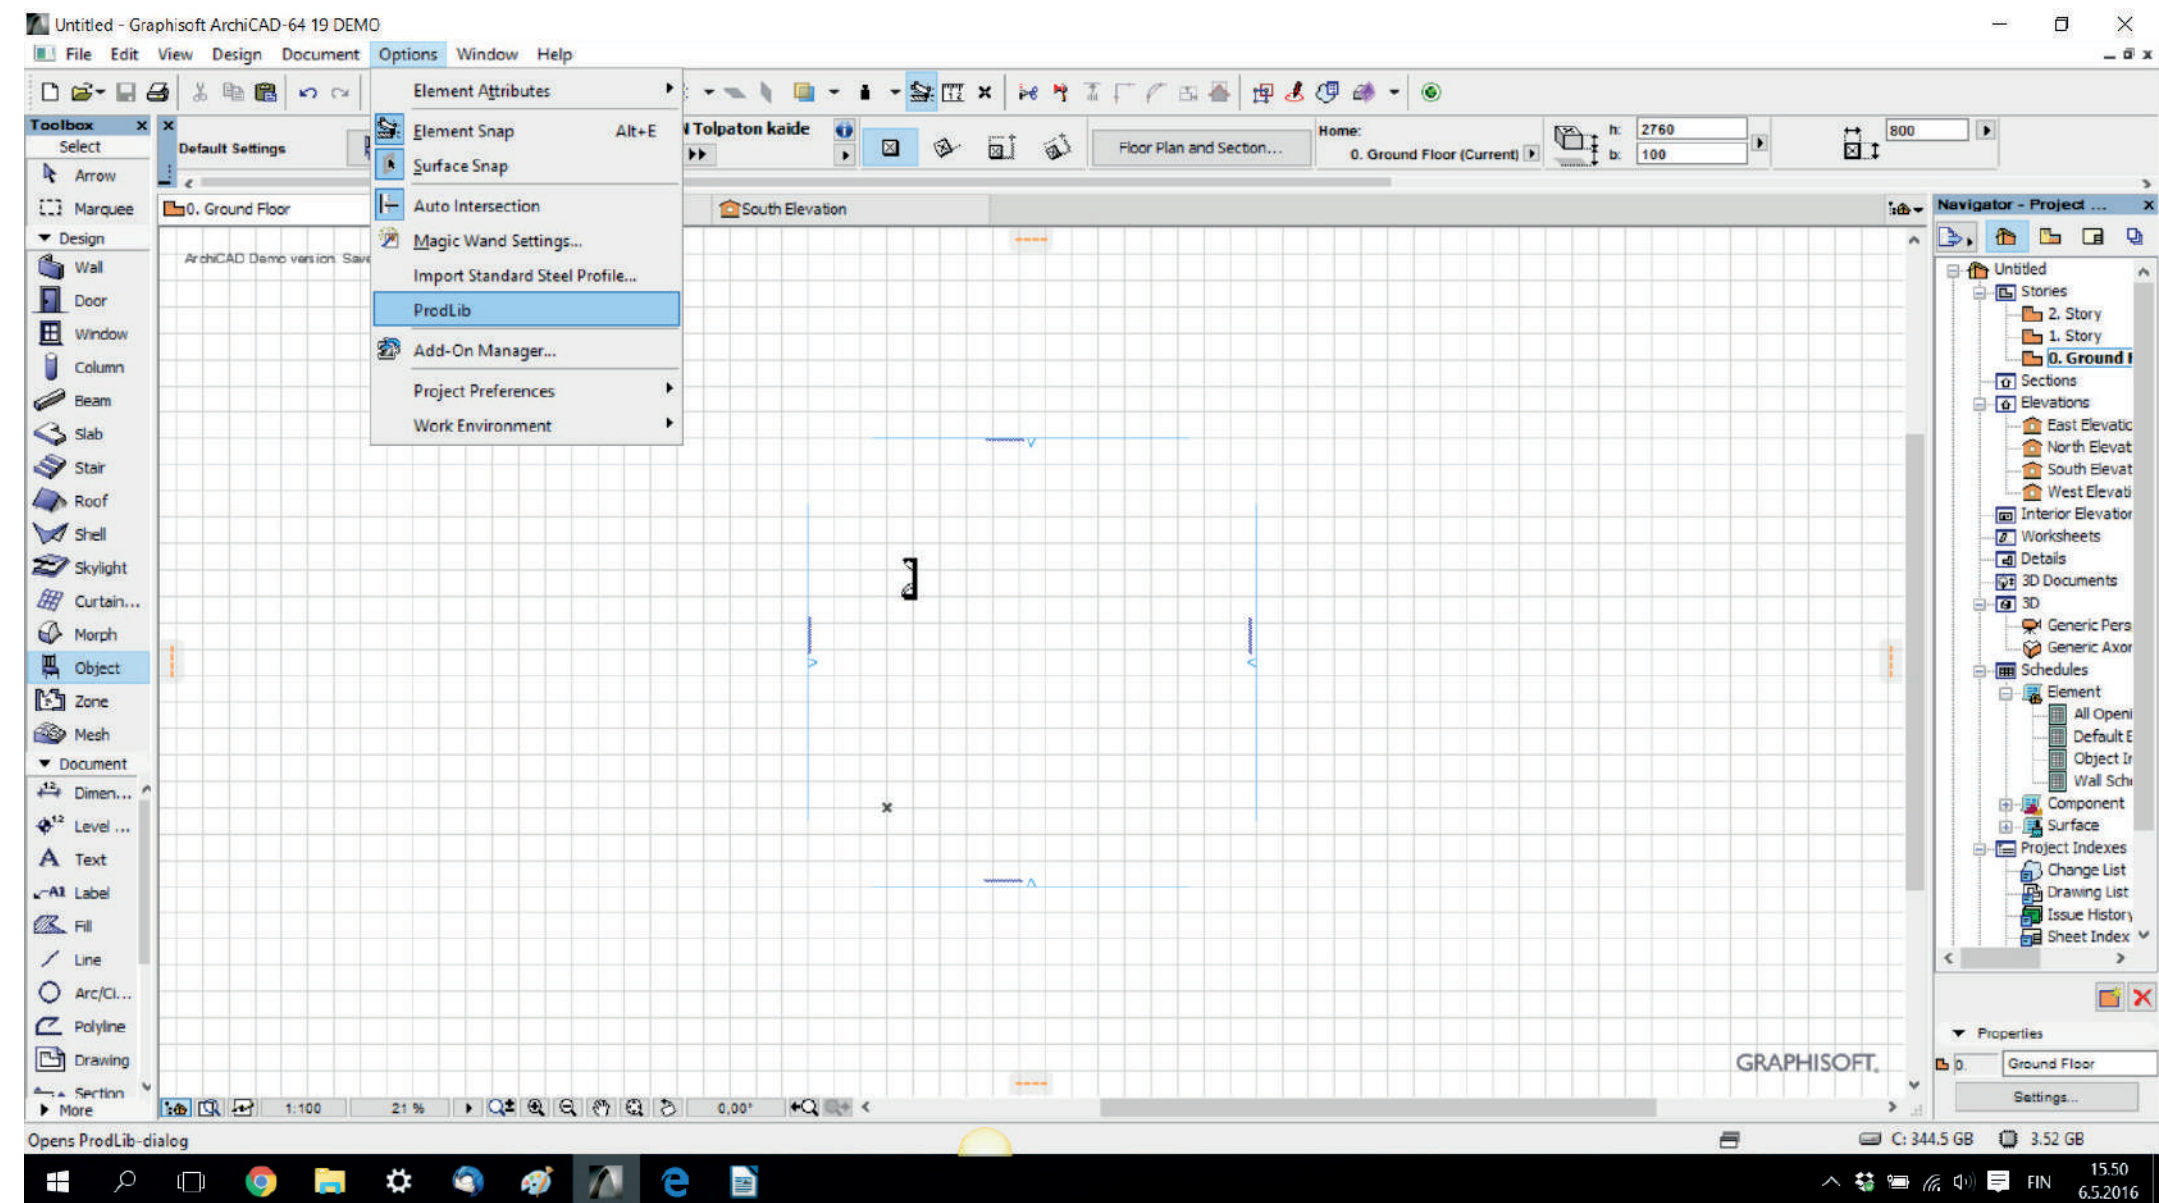 Untitled - Graphisoft ArchiCAD-64 19 DEMO
File Edit View Design Document Options Window Help
Element Attributes
Element Snap Alt+E
Surface Snap
Auto Intersection
Magic Wand Settings...
Import Standard Steel Profile...
ProdLib
Add-On Manager...
Project Preferences
Work Environment
Toolbox
Select
Arrow
Marquee
Design
Wall
Door
Window
Column
Beam
Slab
Stair
Roof
Shell
Skylight
Curtain...
Morph
Object
Zone
Mesh
Document
Dimen...
Level ...
Text
Label
Fill
Line
Arc/Ci...
Polyline
Drawing
Section
More
Default Settings
Tolpaton kaide
Floor Plan and Section...
Home:
0. Ground Floor (Current)
h: 2760
b: 100
800
0. Ground Floor
South Elevation
ArchiCAD Demo version. Save
GRAPHISOFT.
Navigator - Project ...
Untitled
Stories
2. Story
1. Story
0. Ground F
Sections
Elevations
East Elevatio
North Elevat
South Elevat
West Elevati
Interior Elevation
Worksheets
Details
3D Documents
3D
Generic Pers
Generic Axor
Schedules
Element
All Openi
Default E
Object In
Wall Sche
Component
Surface
Project Indexes
Change List
Drawing List
Issue History
Sheet Index
Properties
0. Ground Floor
Settings...
1:100 21 % 0,00°
Opens ProdLib-dialog
C: 344.5 GB 3.52 GB
FIN
15.50
6.5.2016